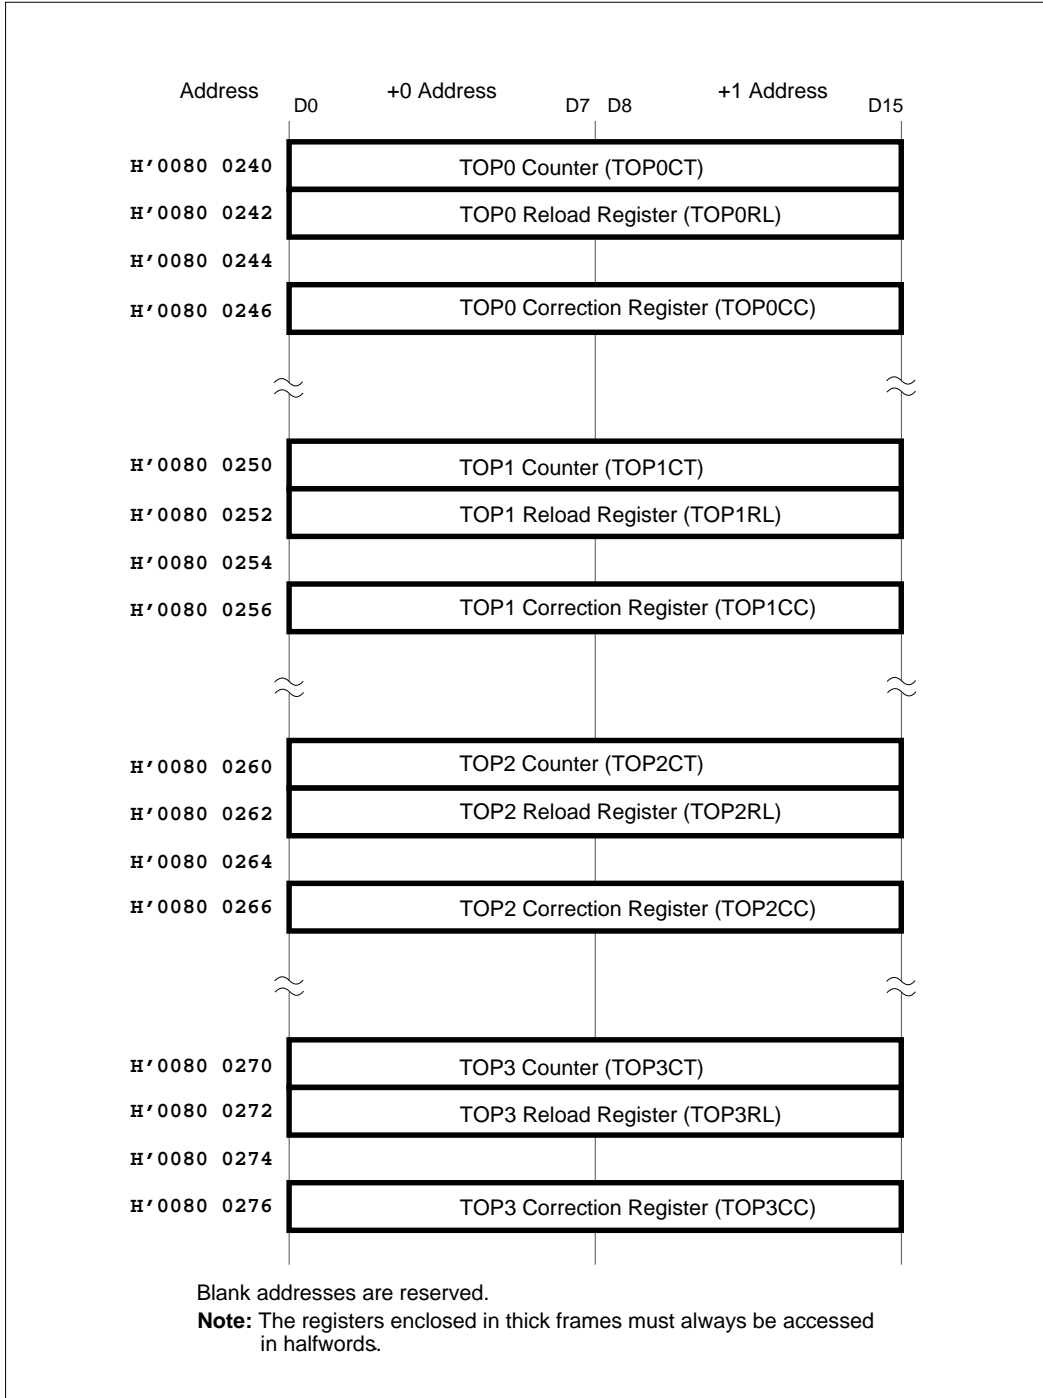 Address +0 Address +1 Address
D0 D7 D8 D15
H'0080 0240 TOP0 Counter (TOP0CT)
H'0080 0242 TOP0 Reload Register (TOP0RL)
H'0080 0244
H'0080 0246 TOP0 Correction Register (TOP0CC)
H'0080 0250 TOP1 Counter (TOP1CT)
H'0080 0252 TOP1 Reload Register (TOP1RL)
H'0080 0254
H'0080 0256 TOP1 Correction Register (TOP1CC)
H'0080 0260 TOP2 Counter (TOP2CT)
H'0080 0262 TOP2 Reload Register (TOP2RL)
H'0080 0264
H'0080 0266 TOP2 Correction Register (TOP2CC)
H'0080 0270 TOP3 Counter (TOP3CT)
H'0080 0272 TOP3 Reload Register (TOP3RL)
H'0080 0274
H'0080 0276 TOP3 Correction Register (TOP3CC)
Blank addresses are reserved.
Note: The registers enclosed in thick frames must always be accessed
in halfwords.